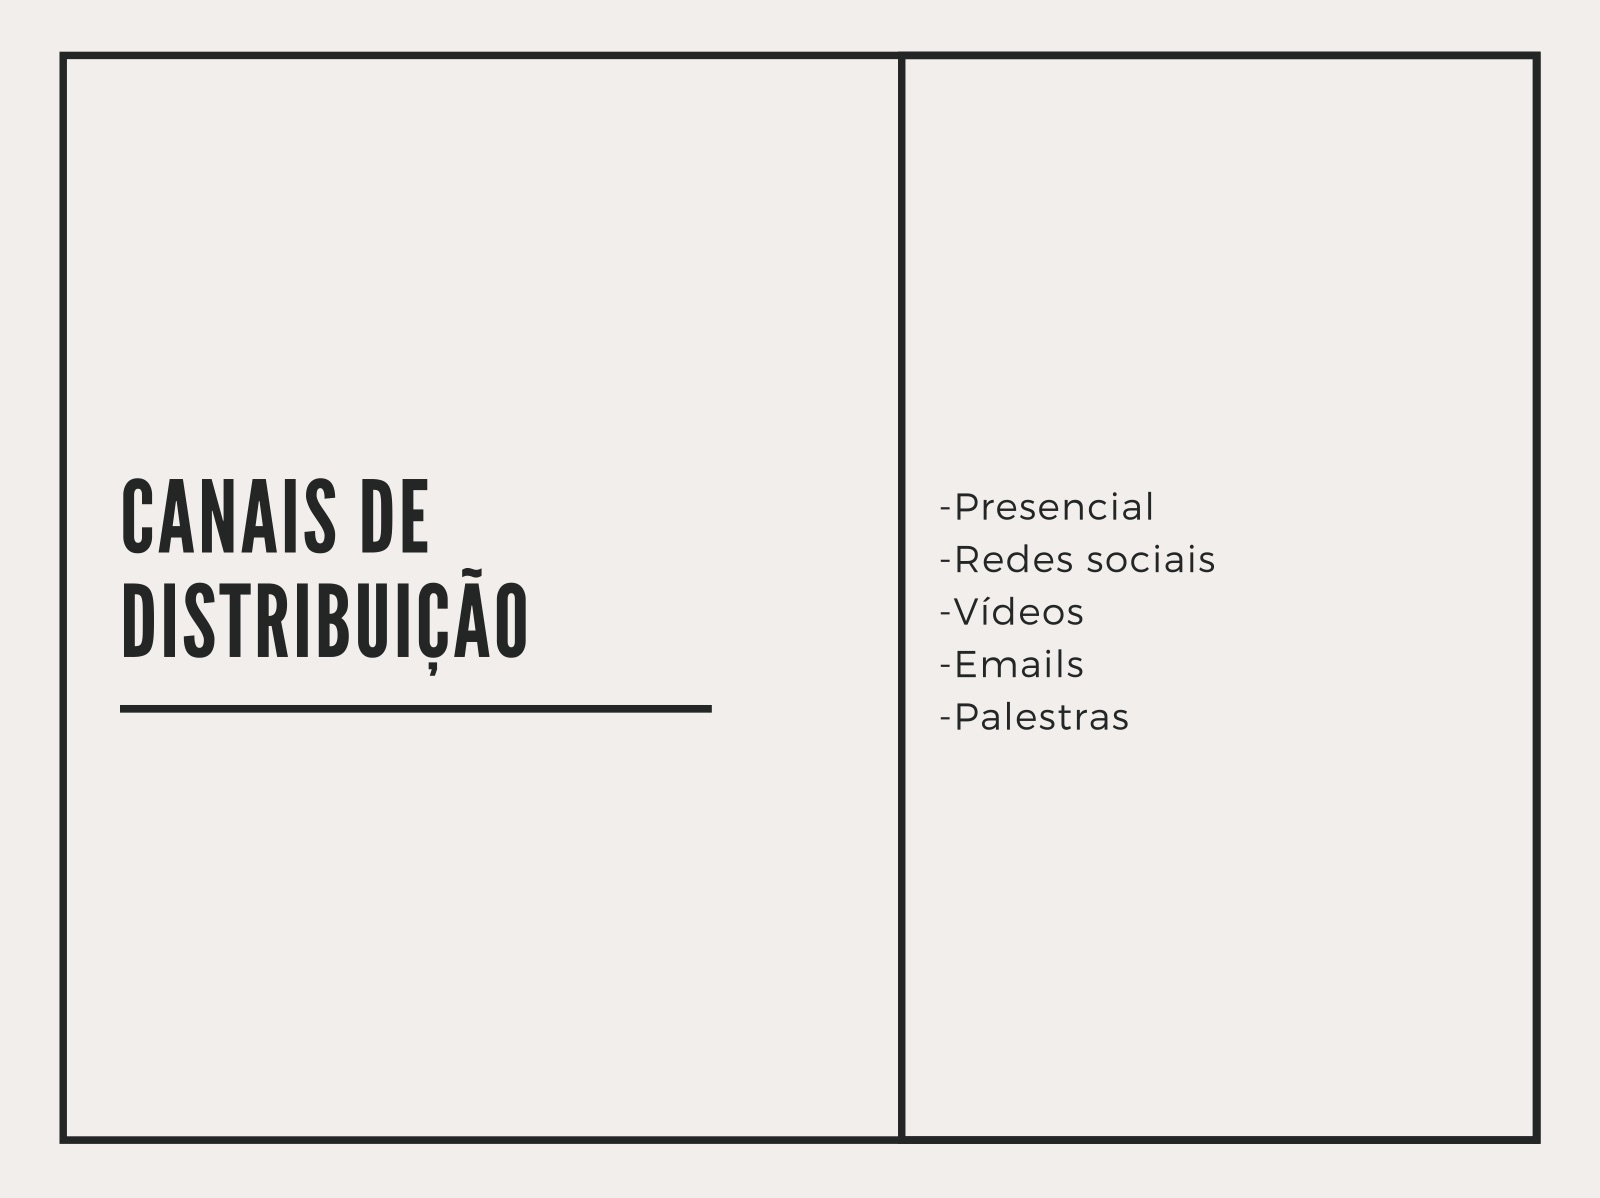 CANAIS DE
DISTRIBUIÇÃO
-Presencial
-Redes sociais
-Vídeos
-Emails
-Palestras